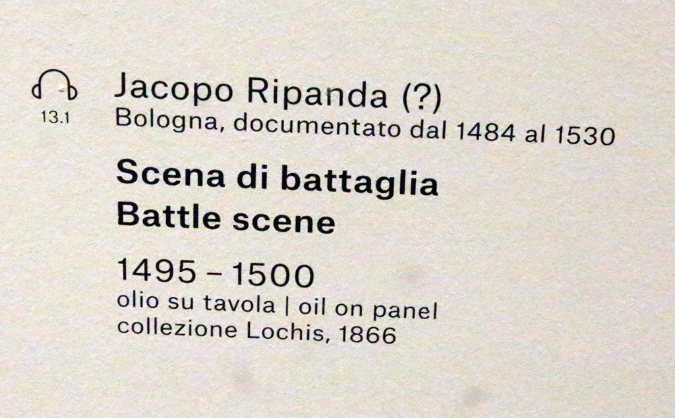 Jacopo Ripanda (?)
13.1
Bologna, documentato dal 1484 al 1530
Scena di battaglia
Battle scene
1495 – 1500
olio su tavola | oil on panel
collezione Lochis, 1866